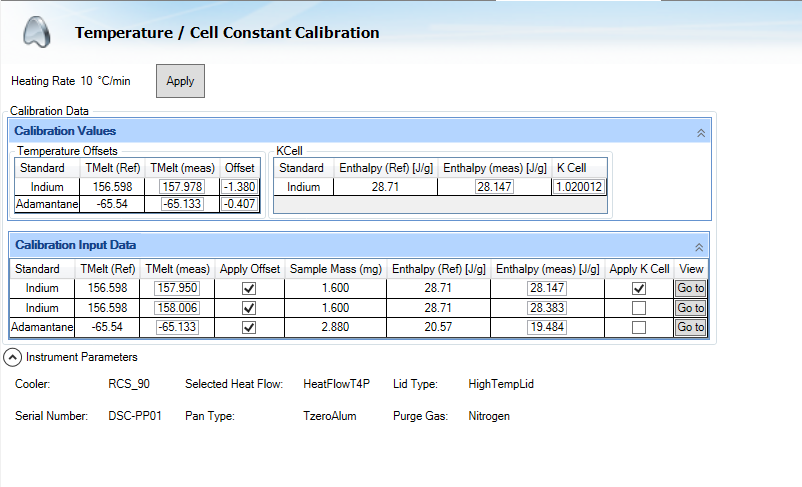 Temperature / Cell Constant Calibration
Heating Rate 10 °C/min Apply
Calibration Data
Calibration Values
Temperature Offsets
Standard TMelt (Ref) TMelt (meas) Offset
Indium 156.598 157.978 -1.380
Adamantane -65.54 -65.133 -0.407
KCell
Standard Enthalpy (Ref) [J/g] Enthalpy (meas) [J/g] K Cell
Indium 28.71 28.147 1.020012
Calibration Input Data
Standard TMelt (Ref) TMelt (meas) Apply Offset Sample Mass (mg) Enthalpy (Ref) [J/g] Enthalpy (meas) [J/g] Apply K Cell View
Indium 156.598 157.950 1.600 28.71 28.147 Go to
Indium 156.598 158.006 1.600 28.71 28.383 Go to
Adamantane -65.54 -65.133 2.880 20.57 19.484 Go to
Instrument Parameters
Cooler: RCS_90 Selected Heat Flow: HeatFlowT4P Lid Type: HighTempLid
Serial Number: DSC-PP01 Pan Type: TzeroAlum Purge Gas: Nitrogen